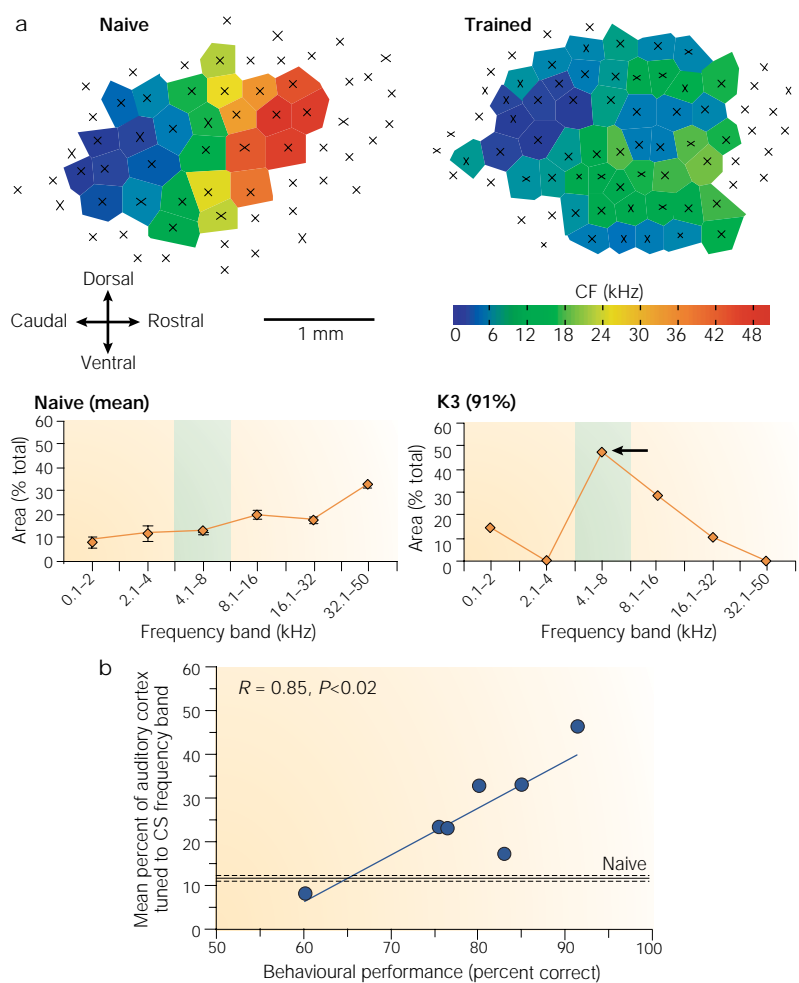 a
Naive
Trained
Dorsal
Caudal
Rostral
Ventral
1 mm
CF (kHz)
0 6 12 18 24 30 36 42 48
Naive (mean)
Area (% total)
60
50
40
30
20
10
0
0.1–2
2.1–4
4.1–8
8.1–16
16.1–32
32.1–50
Frequency band (kHz)
K3 (91%)
Area (% total)
60
50
40
30
20
10
0
0.1–2
2.1–4
4.1–8
8.1–16
16.1–32
32.1–50
Frequency band (kHz)
b
Mean percent of auditory cortex
tuned to CS frequency band
60
50
40
30
20
10
0
R = 0.85, P<0.02
Naive
50 60 70 80 90 100
Behavioural performance (percent correct)